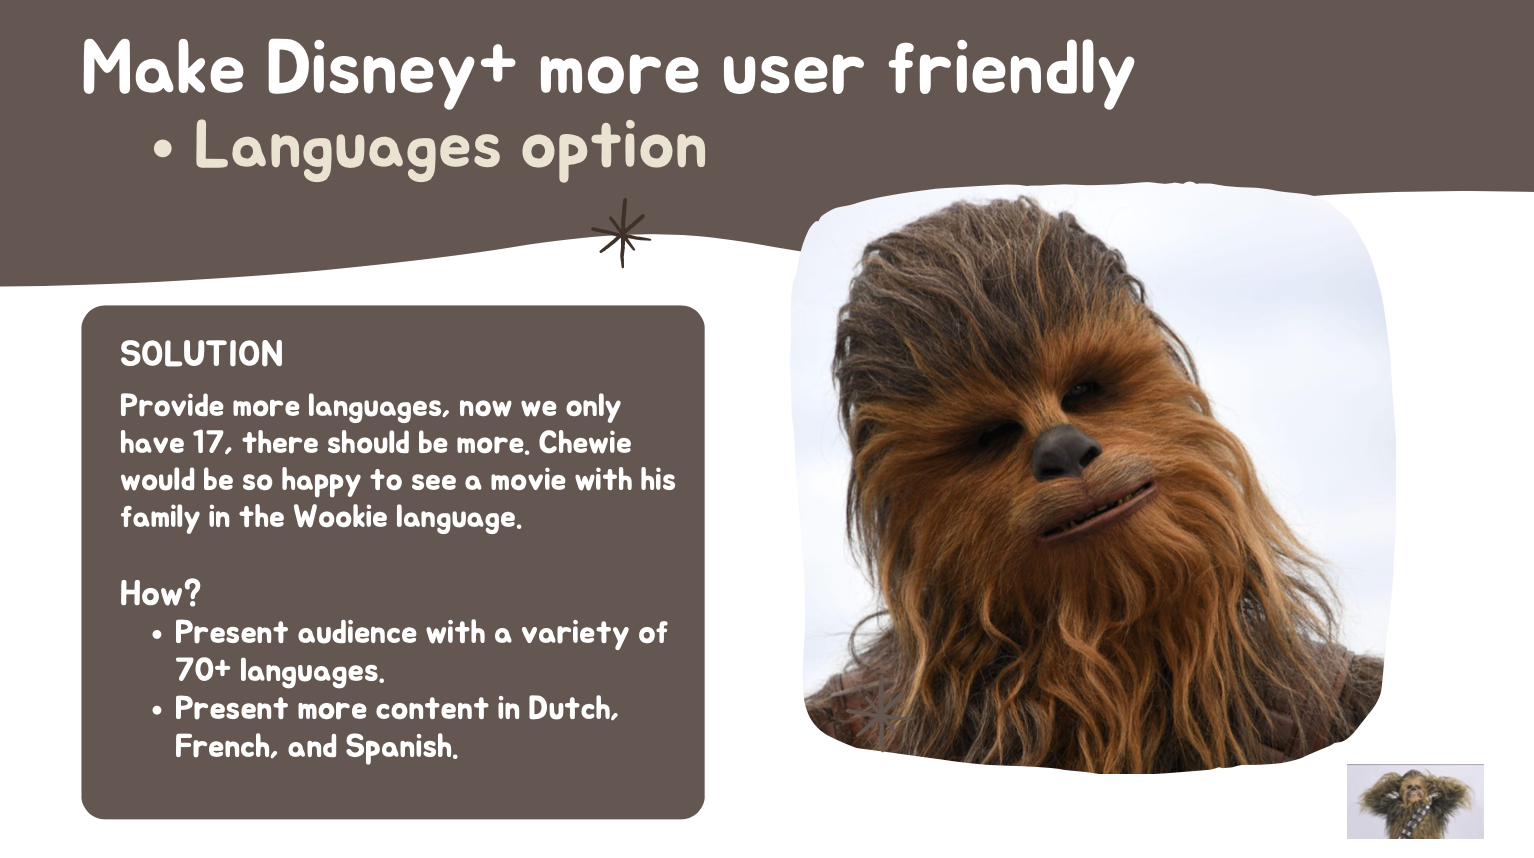 Make Disney+ more user friendly
• Languages option
SOLUTION
Provide more languages, now we only
have 17, there should be more. Chewie
would be so happy to see a movie with his
family in the Wookie language.
How?
• Present audience with a variety of
70+ languages.
• Present more content in Dutch,
French, and Spanish.